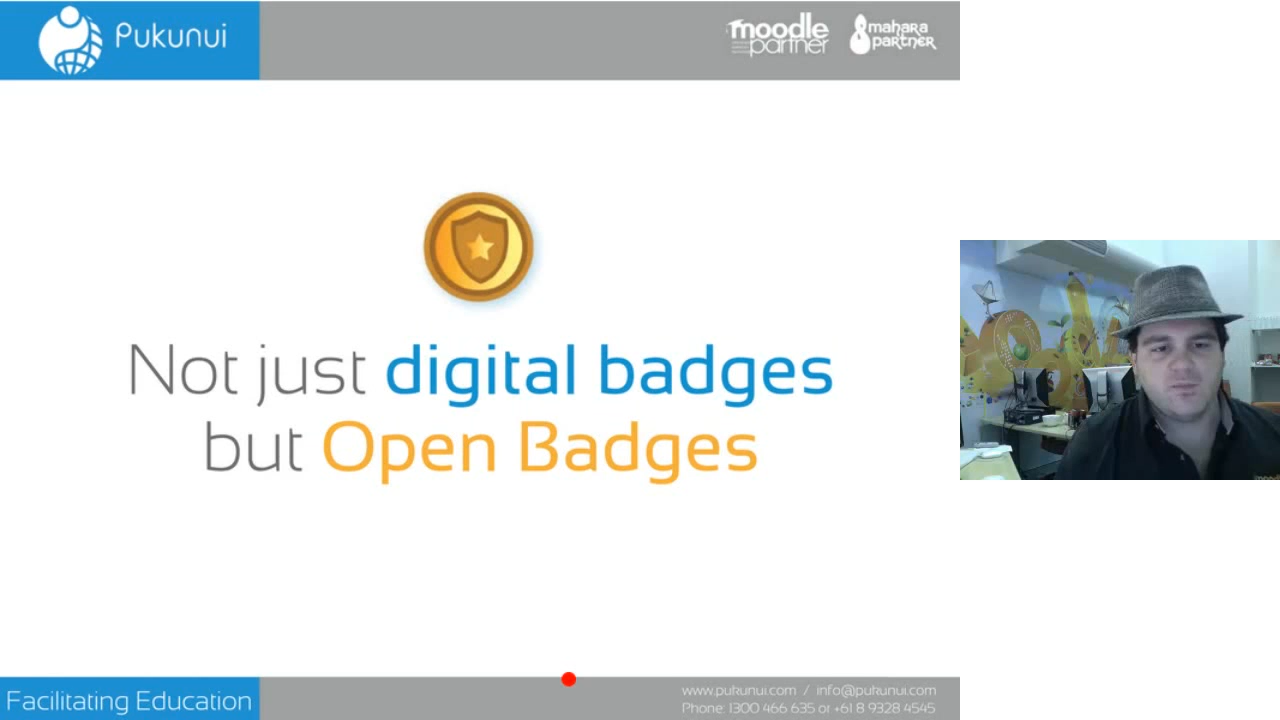 Pukunui
moodle
partner
mahara
partner
Not just digital badges
but Open Badges
Facilitating Education
www.pukunui.com / info@pukunui.com
Phone: 1300 466 635 or +61 8 9328 4545